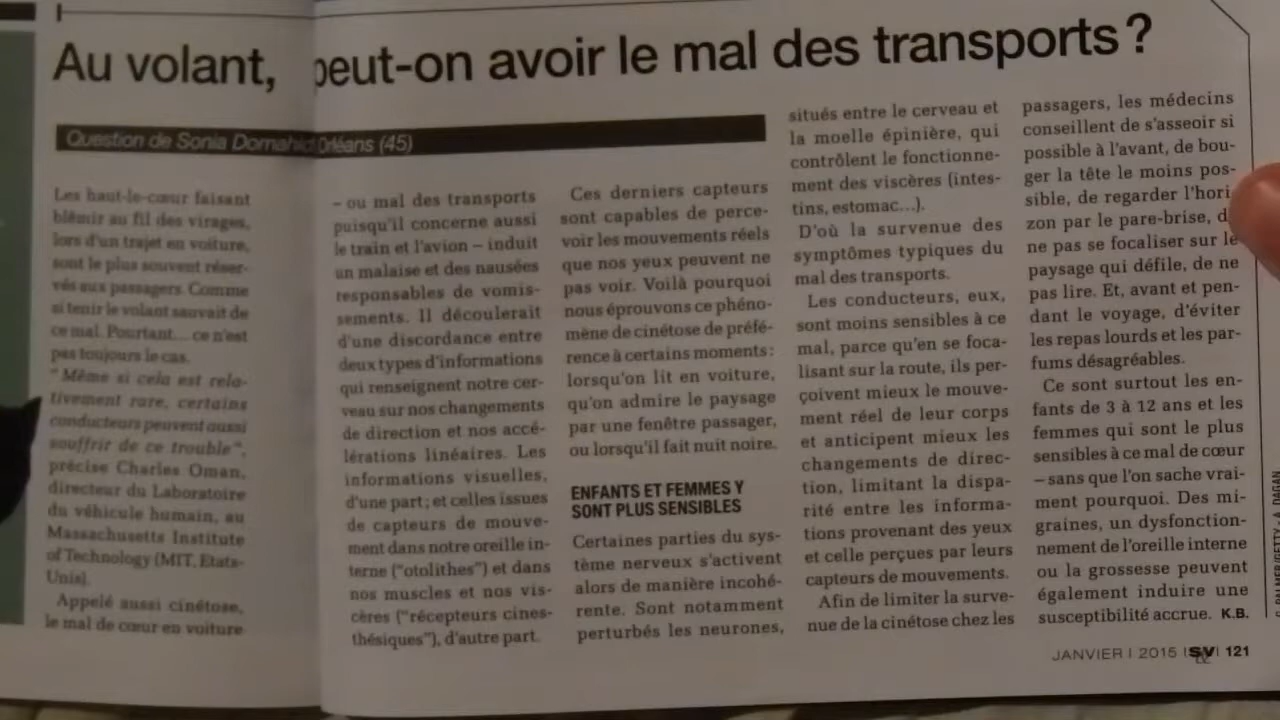 Au volant, peut-on avoir le mal des transports ?
Question de Sonia Orléans (45)
Les haut-le-cœur faisant
blêmir au fil des virages,
lors d'un trajet en voiture,
sont le plus souvent réser-
vés aux passagers. Comme
si tenir le volant sauvait de
ce mal. Pourtant... ce n'est
pas toujours le cas.
"Même si cela est rela-
tivement rare, certains
conducteurs peuvent aussi
souffrir de ce trouble",
précise Charles Oman,
directeur du Laboratoire
du véhicule humain, au
Massachusetts Institute
of Technology (MIT, Etats-
Unis).
Appelé aussi cinétose,
le mal de cœur en voiture
– ou mal des transports
puisqu'il concerne aussi
le train et l'avion – induit
un malaise et des nausées
responsables de vomis-
sements. Il découlerait
d'une discordance entre
deux types d'informations
qui renseignent notre cer-
veau sur nos changements
de direction et nos accé-
lérations linéaires. Les
informations visuelles,
d'une part ; et celles issues
de capteurs de mouve-
ment dans notre oreille in-
terne ("otolithes") et dans
nos muscles et nos vis-
cères ("récepteurs cines-
thésiques"), d'autre part.
Ces derniers capteurs
sont capables de perce-
voir les mouvements réels
que nos yeux peuvent ne
pas voir. Voilà pourquoi
nous éprouvons ce phéno-
mène de cinétose de préfé-
rence à certains moments :
lorsqu'on lit en voiture,
qu'on admire le paysage
par une fenêtre passager,
ou lorsqu'il fait nuit noire.
ENFANTS ET FEMMES Y
SONT PLUS SENSIBLES
Certaines parties du sys-
tème nerveux s'activent
alors de manière incohé-
rente. Sont notamment
perturbés les neurones,
situés entre le cerveau et
la moelle épinière, qui
contrôlent le fonctionne-
ment des viscères (intes-
tins, estomac...).
D'où la survenue des
symptômes typiques du
mal des transports.
Les conducteurs, eux,
sont moins sensibles à ce
mal, parce qu'en se foca-
lisant sur la route, ils per-
çoivent mieux le mouve-
ment réel de leur corps
et anticipent mieux les
changements de direc-
tion, limitant la dispa-
rité entre les informa-
tions provenant des yeux
et celle perçues par leurs
capteurs de mouvements.
Afin de limiter la surve-
nue de la cinétose chez les
passagers, les médecins
conseillent de s'asseoir si
possible à l'avant, de bou-
ger la tête le moins pos-
sible, de regarder l'hori
zon par le pare-brise, d
ne pas se focaliser sur le
paysage qui défile, de ne
pas lire. Et, avant et pen-
dant le voyage, d'éviter
les repas lourds et les par-
fums désagréables.
Ce sont surtout les en-
fants de 3 à 12 ans et les
femmes qui sont le plus
sensibles à ce mal de cœur
– sans que l'on sache vrai-
ment pourquoi. Des mi-
graines, un dysfonction-
nement de l'oreille interne
ou la grossesse peuvent
également induire une
susceptibilité accrue. K.B.
JANVIER | 2015 | SV | 121